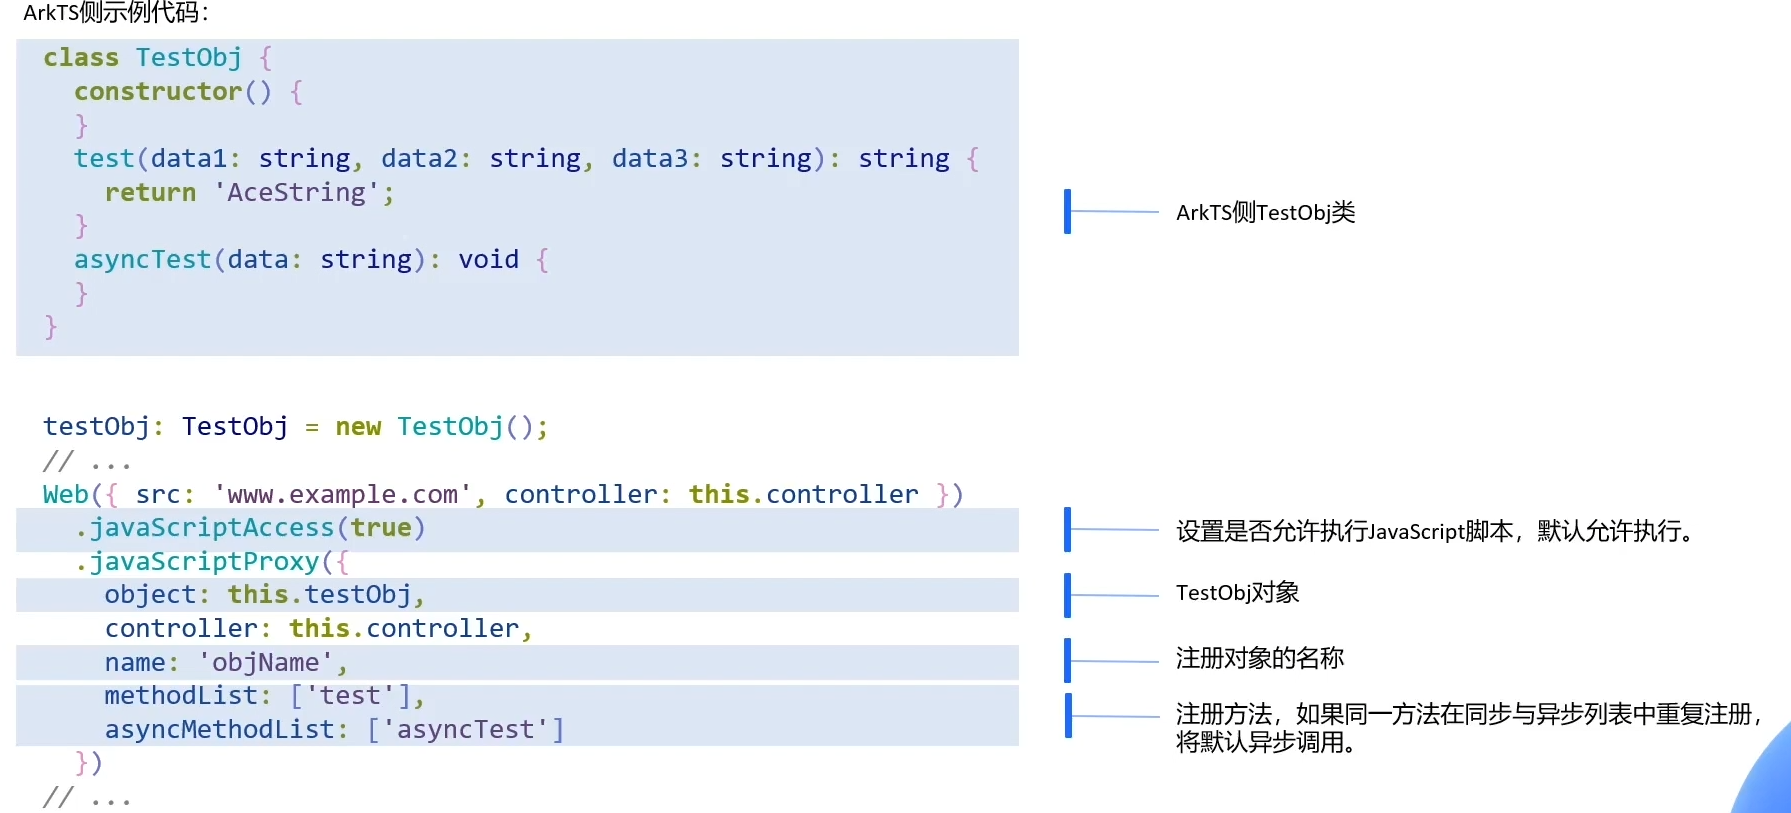 ArkTS侧示例代码：
class TestObj {
  constructor() {
  }
  test(data1: string, data2: string, data3: string): string {
    return 'AceString';
  }
  asyncTest(data: string): void {
  }
}
ArkTS侧TestObj类
testObj: TestObj = new TestObj();
// ...
Web({ src: 'www.example.com', controller: this.controller })
  .javaScriptAccess(true)
设置是否允许执行JavaScript脚本，默认允许执行。
  .javaScriptProxy({
    object: this.testObj,
TestObj对象
    controller: this.controller,
    name: 'objName',
注册对象的名称
    methodList: ['test'],
    asyncMethodList: ['asyncTest']
注册方法，如果同一方法在同步与异步列表中重复注册，
将默认异步调用。
  })
// ...